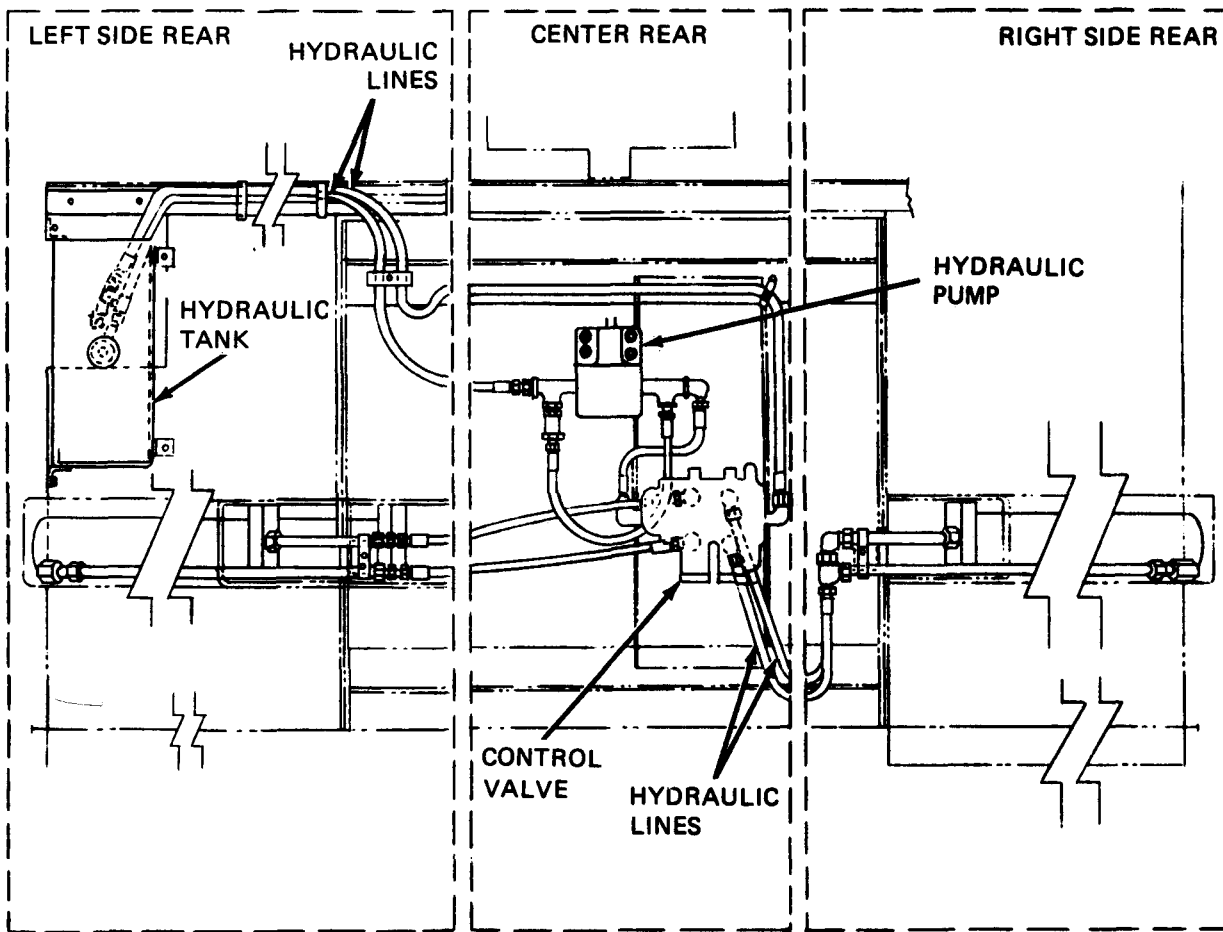 LEFT SIDE REAR
CENTER REAR
RIGHT SIDE REAR
HYDRAULIC
LINES
HYDRAULIC
PUMP
HYDRAULIC
TANK
CONTROL
VALVE
HYDRAULIC
LINES